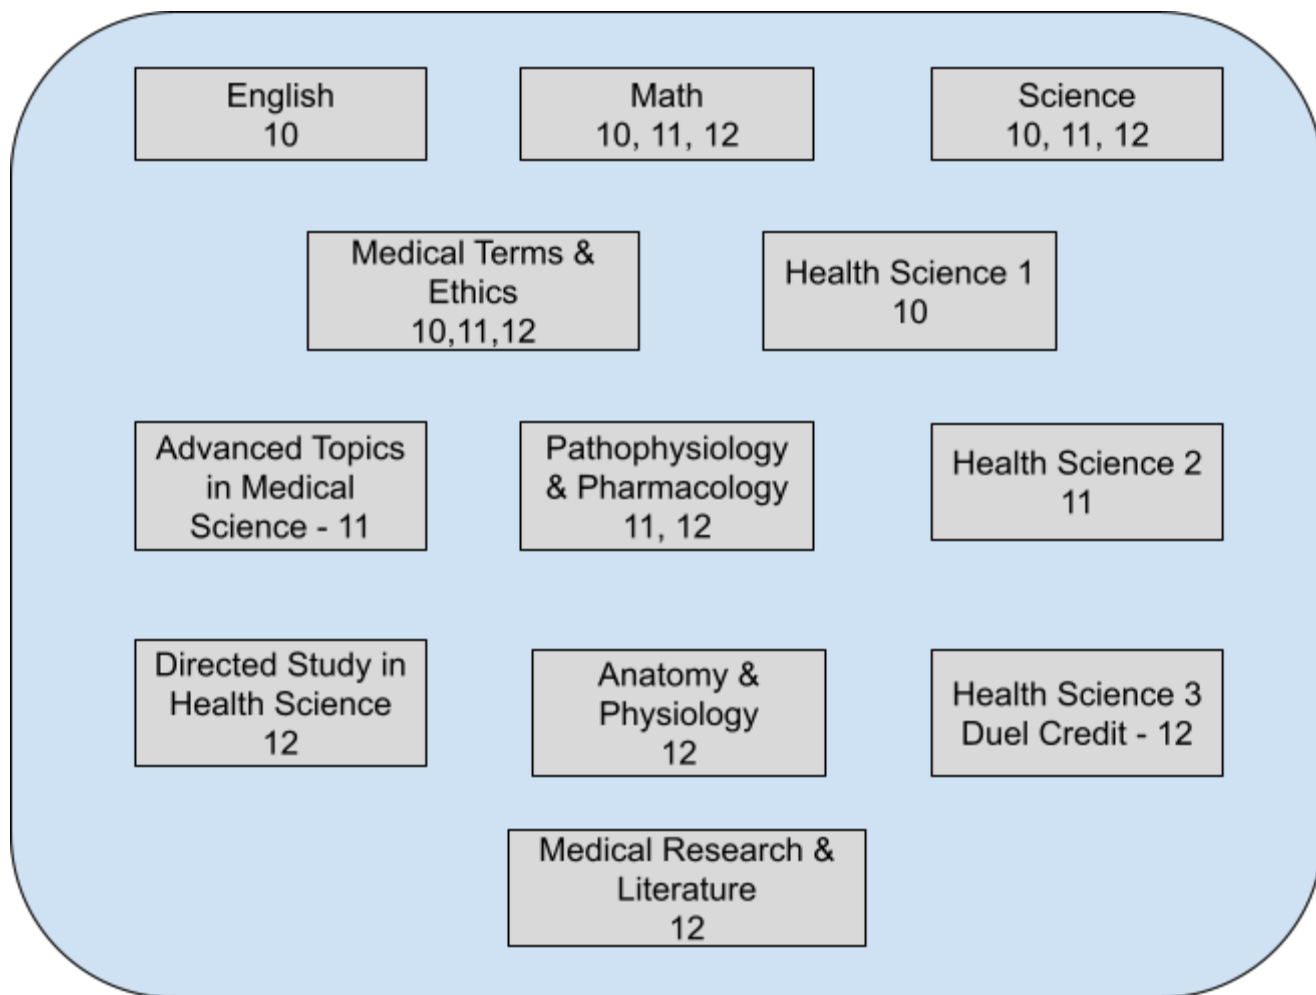 English
10
Math
10, 11, 12
Science
10, 11, 12
Medical Terms &
Ethics
10,11,12
Health Science 1
10
Advanced Topics
in Medical
Science - 11
Pathophysiology
& Pharmacology
11, 12
Health Science 2
11
Directed Study in
Health Science
12
Anatomy &
Physiology
12
Health Science 3
Duel Credit - 12
Medical Research &
Literature
12